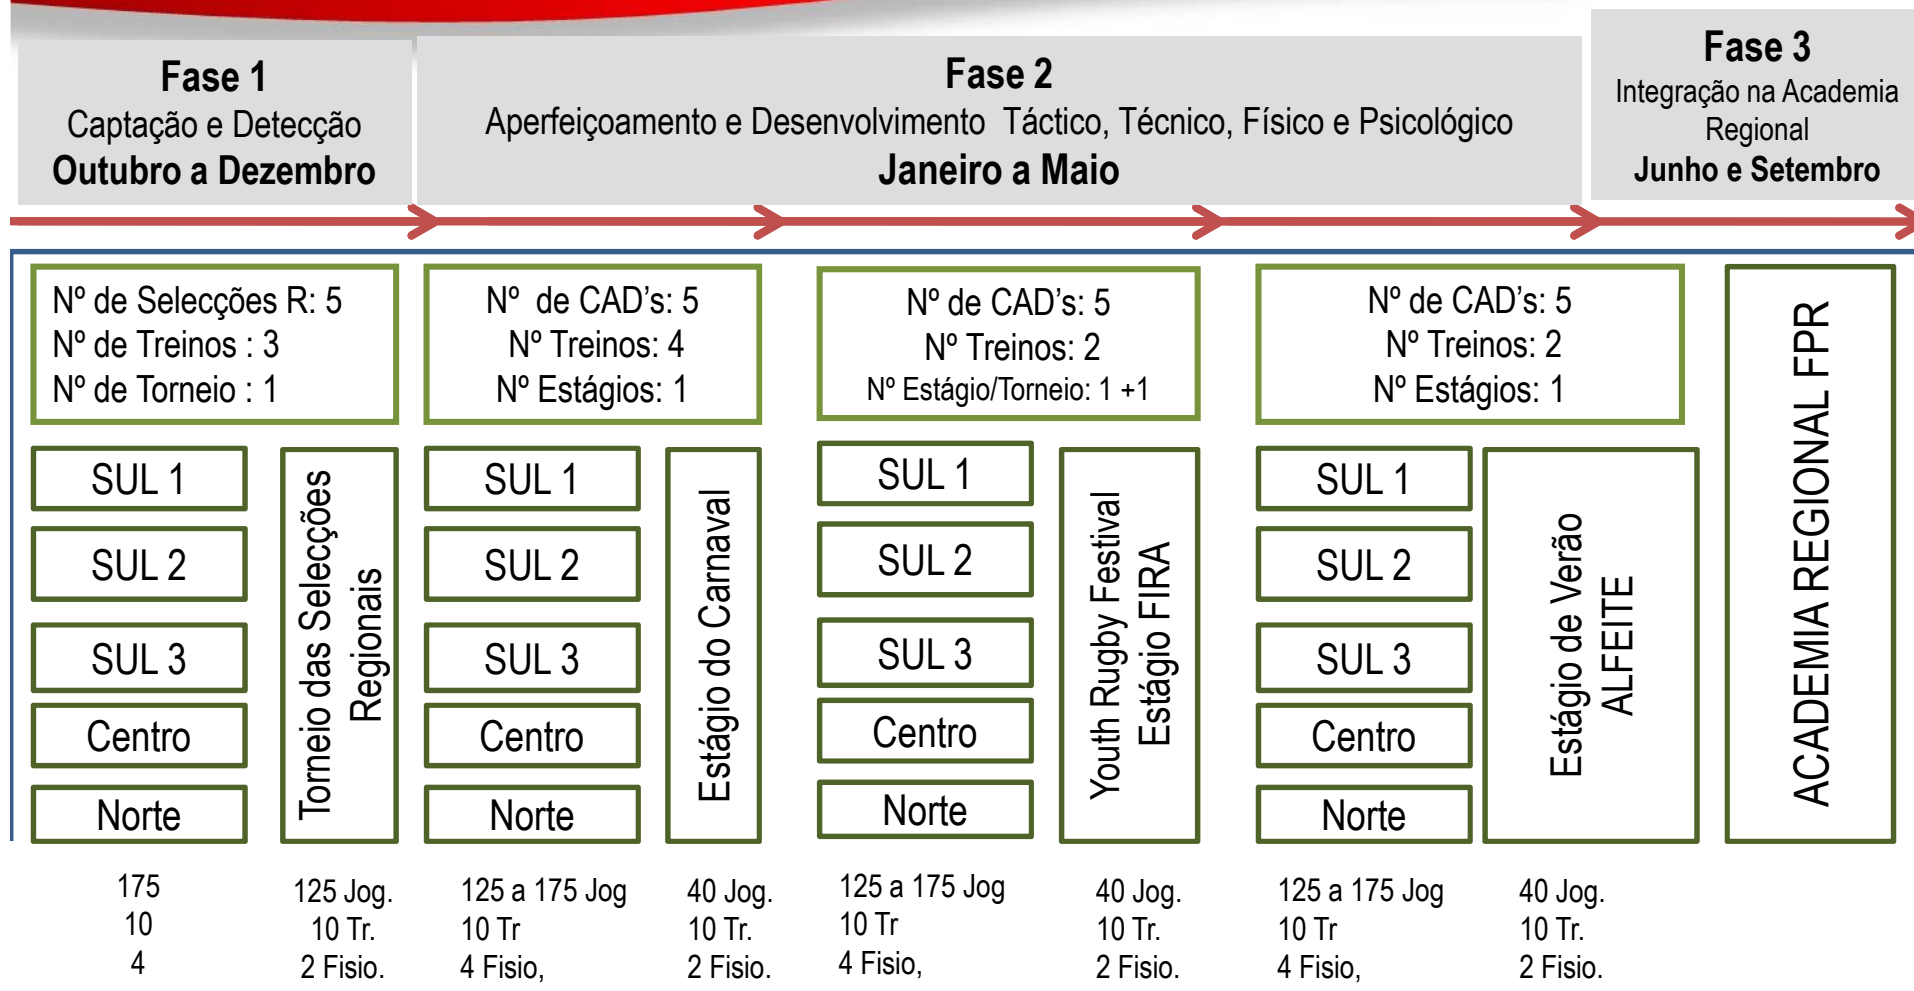 Fase 1
Captação e Detecção
Outubro a Dezembro
Fase 2
Aperfeiçoamento e Desenvolvimento Táctico, Técnico, Físico e Psicológico
Janeiro a Maio
Fase 3
Integração na Academia
Regional
Junho e Setembro
Nº de Selecções R: 5
Nº de Treinos : 3
Nº de Torneio : 1
Nº de CAD’s: 5
Nº Treinos: 4
Nº Estágios: 1
Nº de CAD’s: 5
Nº Treinos: 2
Nº Estágio/Torneio: 1 +1
Nº de CAD’s: 5
Nº Treinos: 2
Nº Estágios: 1
SUL 1
SUL 2
SUL 3
Centro
Norte
Torneio das Selecções
Regionais
SUL 1
SUL 2
SUL 3
Centro
Norte
Estágio do Carnaval
SUL 1
SUL 2
SUL 3
Centro
Norte
Youth Rugby Festival
Estágio FIRA
SUL 1
SUL 2
SUL 3
Centro
Norte
Estágio de Verão
ALFEITE
ACADEMIA REGIONAL FPR
175
10
4
125 Jog.
10 Tr.
2 Fisio.
125 a 175 Jog
10 Tr
4 Fisio,
40 Jog.
10 Tr.
2 Fisio.
125 a 175 Jog
10 Tr
4 Fisio,
40 Jog.
10 Tr.
2 Fisio.
125 a 175 Jog
10 Tr
4 Fisio,
40 Jog.
10 Tr.
2 Fisio.